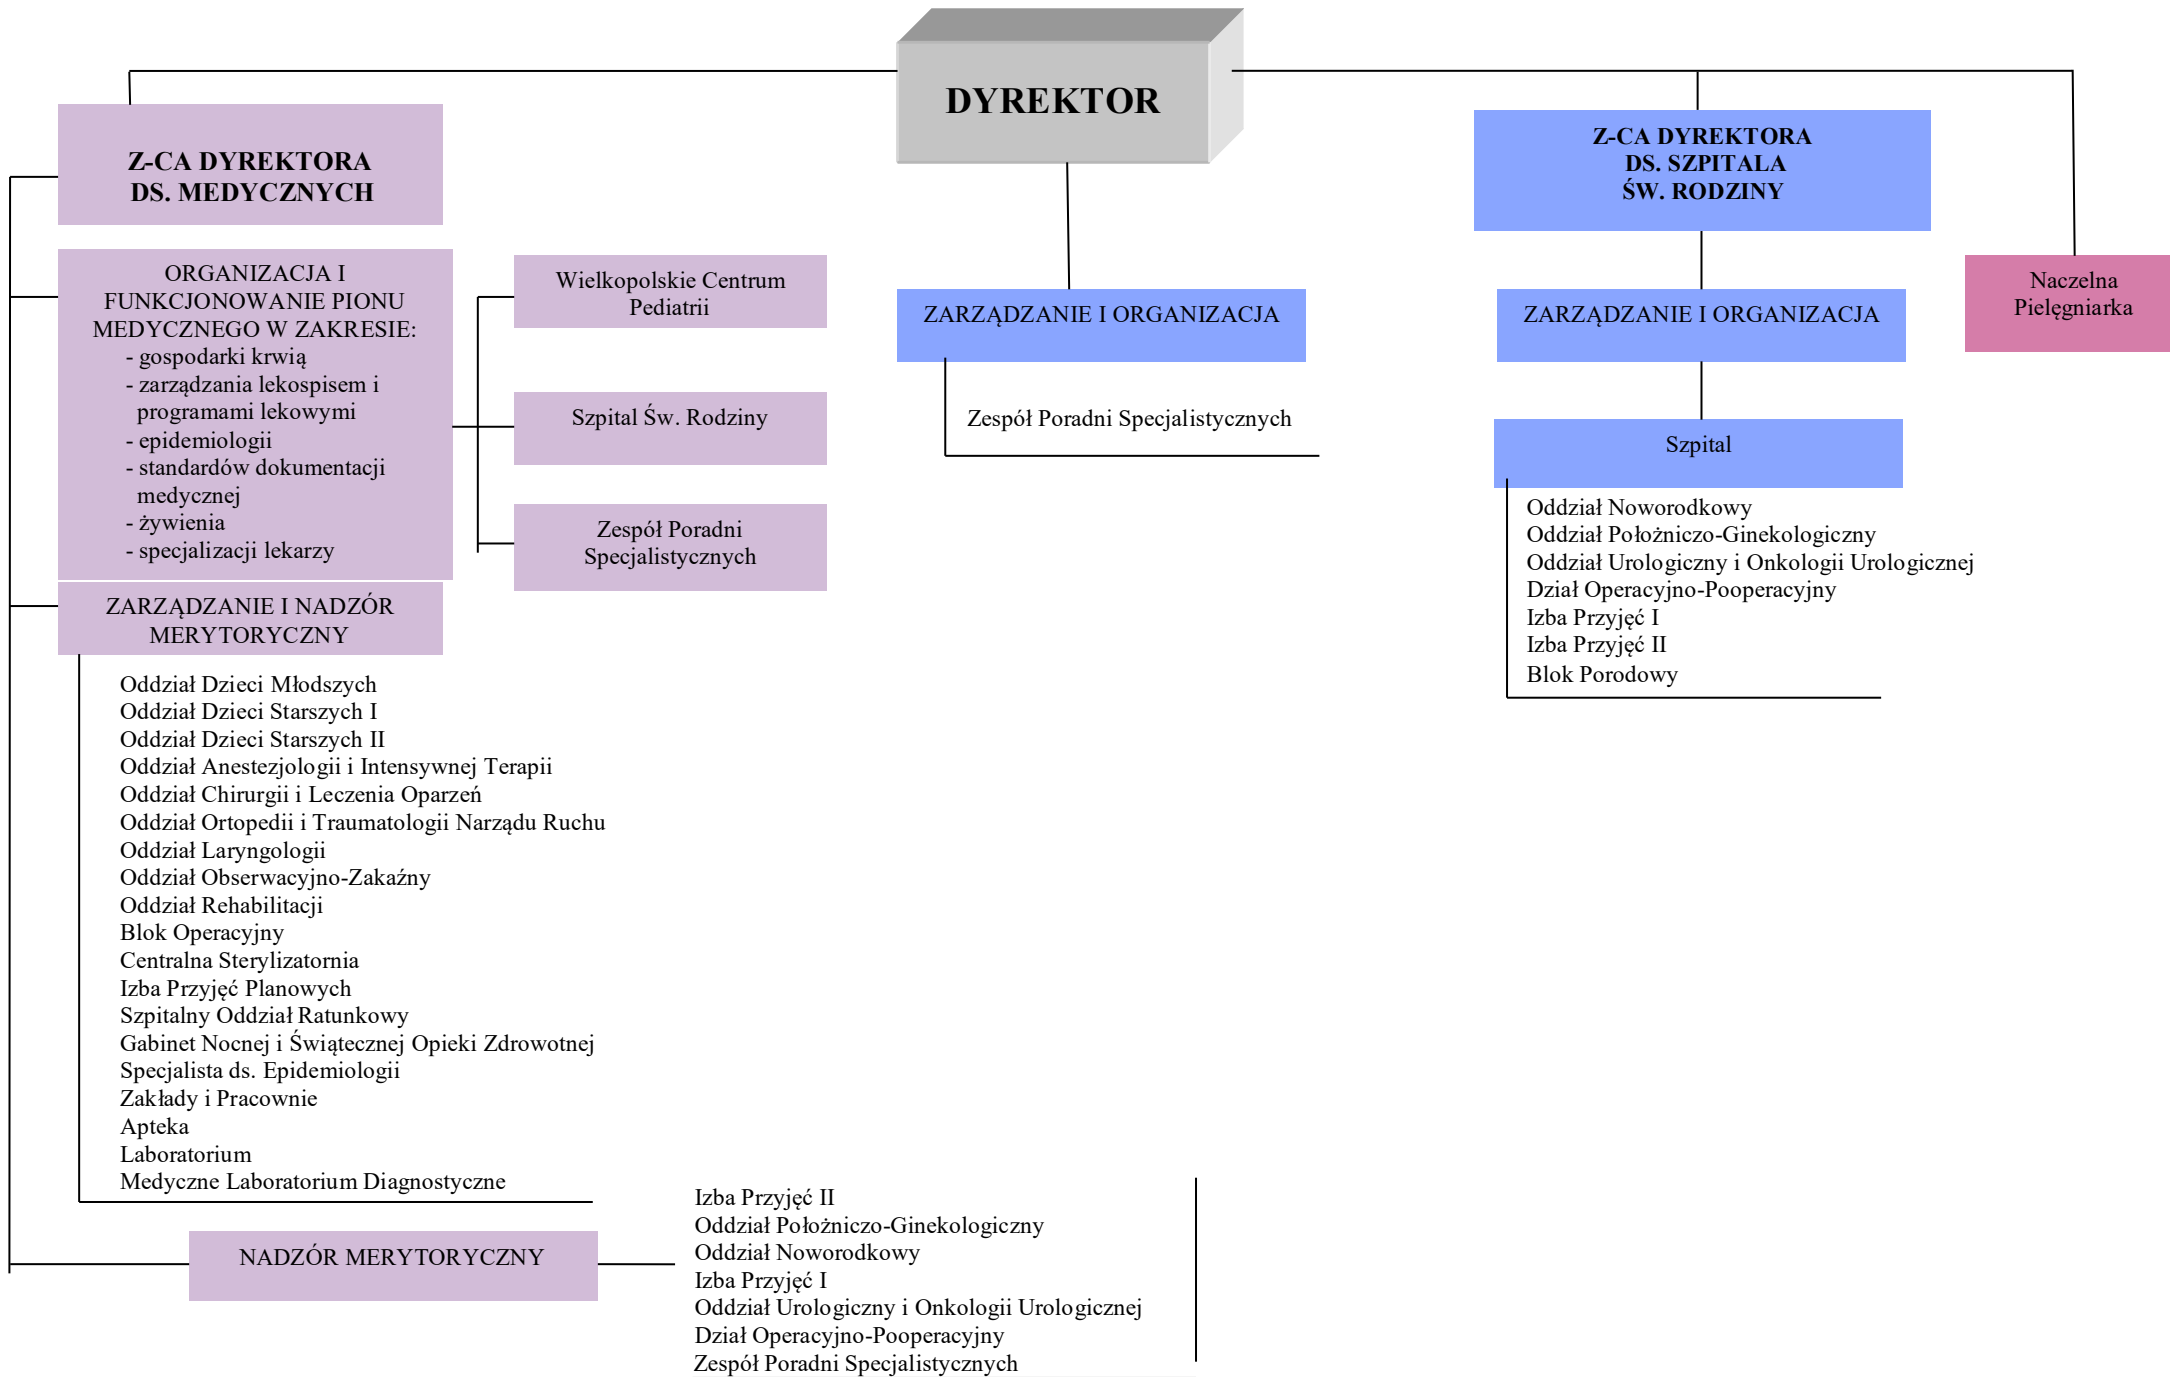 DYREKTOR
Z-CA DYREKTORA
DS. MEDYCZNYCH
ORGANIZACJA I
FUNKCJONOWANIE PIONU
MEDYCZNEGO W ZAKRESIE:
- gospodarki krwią
- zarządzania lekospisem i
programami lekowymi
- epidemiologii
- standardów dokumentacji
medycznej
- żywienia
- specjalizacji lekarzy
Wielkopolskie Centrum
Pediatrii
Szpital Św. Rodziny
Zespół Poradni
Specjalistycznych
ZARZĄDZANIE I NADZÓR
MERYTORYCZNY
Oddział Dzieci Młodszych
Oddział Dzieci Starszych I
Oddział Dzieci Starszych II
Oddział Anestezjologii i Intensywnej Terapii
Oddział Chirurgii i Leczenia Oparzeń
Oddział Ortopedii i Traumatologii Narządu Ruchu
Oddział Laryngologii
Oddział Obserwacyjno-Zakaźny
Oddział Rehabilitacji
Blok Operacyjny
Centralna Sterylizatornia
Izba Przyjęć Planowych
Szpitalny Oddział Ratunkowy
Gabinet Nocnej i Świątecznej Opieki Zdrowotnej
Specjalista ds. Epidemiologii
Zakłady i Pracownie
Apteka
Laboratorium
Medyczne Laboratorium Diagnostyczne
NADZÓR MERYTORYCZNY
Izba Przyjęć II
Oddział Położniczo-Ginekologiczny
Oddział Noworodkowy
Izba Przyjęć I
Oddział Urologiczny i Onkologii Urologicznej
Dział Operacyjno-Pooperacyjny
Zespół Poradni Specjalistycznych
ZARZĄDZANIE I ORGANIZACJA
Zespół Poradni Specjalistycznych
Z-CA DYREKTORA
DS. SZPITALA
ŚW. RODZINY
ZARZĄDZANIE I ORGANIZACJA
Szpital
Oddział Noworodkowy
Oddział Położniczo-Ginekologiczny
Oddział Urologiczny i Onkologii Urologicznej
Dział Operacyjno-Pooperacyjny
Izba Przyjęć I
Izba Przyjęć II
Blok Porodowy
Naczelna
Pielęgniarka